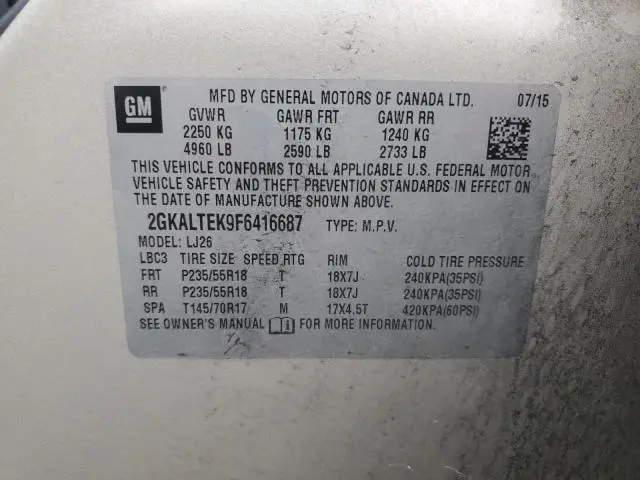 GM
MFD BY GENERAL MOTORS OF CANADA LTD. 07/15
GVWR GAWR FRT GAWR RR
2250 KG 1175 KG 1240 KG
4960 LB 2590 LB 2733 LB
THIS VEHICLE CONFORMS TO ALL APPLICABLE U.S. FEDERAL MOTOR
VEHICLE SAFETY AND THEFT PREVENTION STANDARDS IN EFFECT ON
THE DATE OF MANUFACTURE SHOWN ABOVE.
2GKALTEK9F6416687 TYPE: M.P.V.
MODEL: LJ26
LBC3 TIRE SIZE SPEED RTG RIM COLD TIRE PRESSURE
FRT P235/55R18 T 18X7J 240KPA(35PSI)
RR P235/55R18 T 18X7J 240KPA(35PSI)
SPA T145/70R17 M 17X4.5T 420KPA(60PSI)
SEE OWNER'S MANUAL FOR MORE INFORMATION.